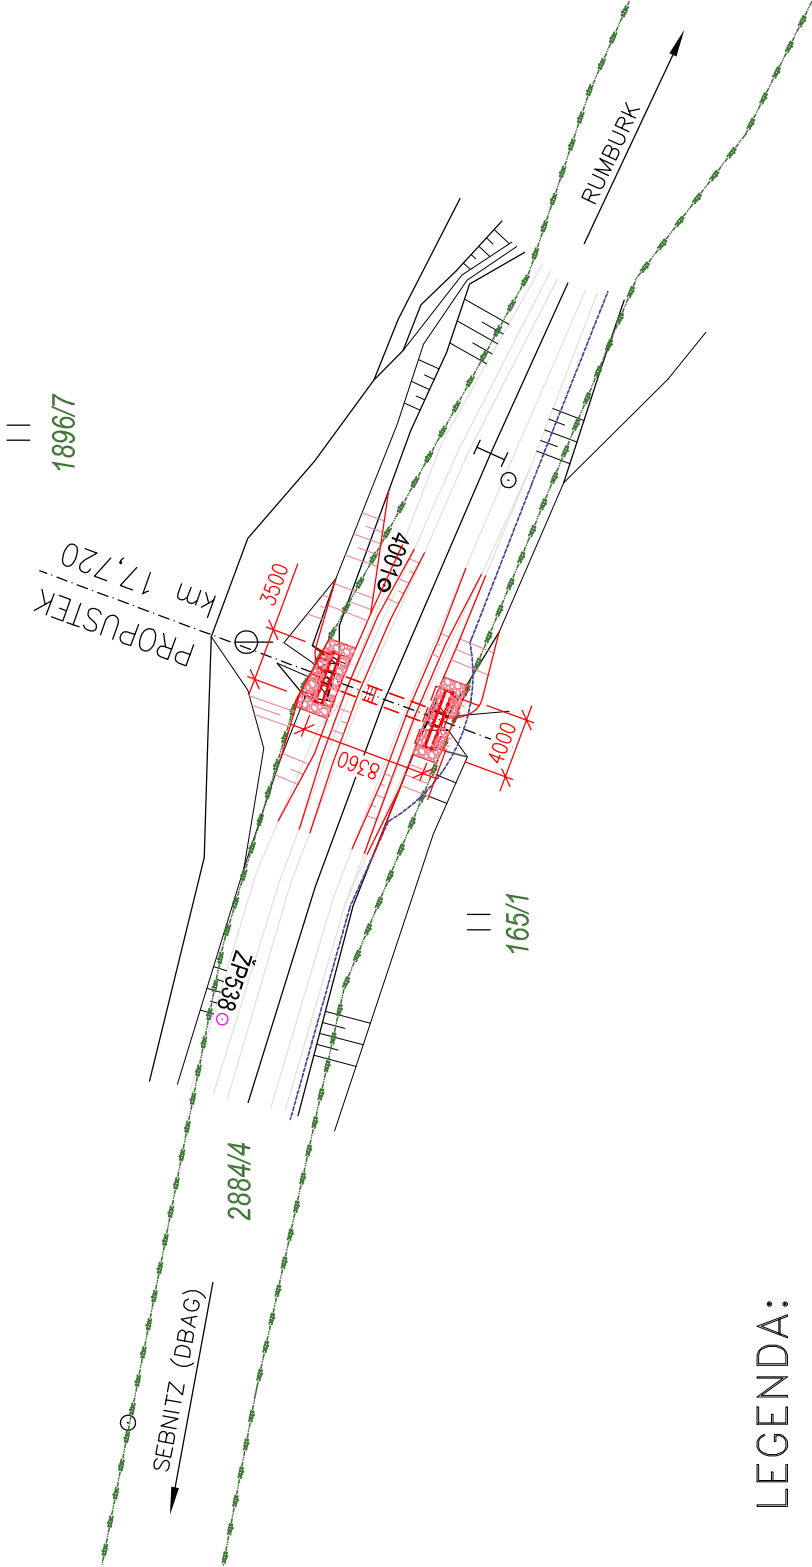 RUMBURK
1896/7
PROPUSTEK
km 17,720
3500
4001
8360
4000
165/1
ŽP538
2884/4
SEBNITZ (DBAG)
LEGENDA: